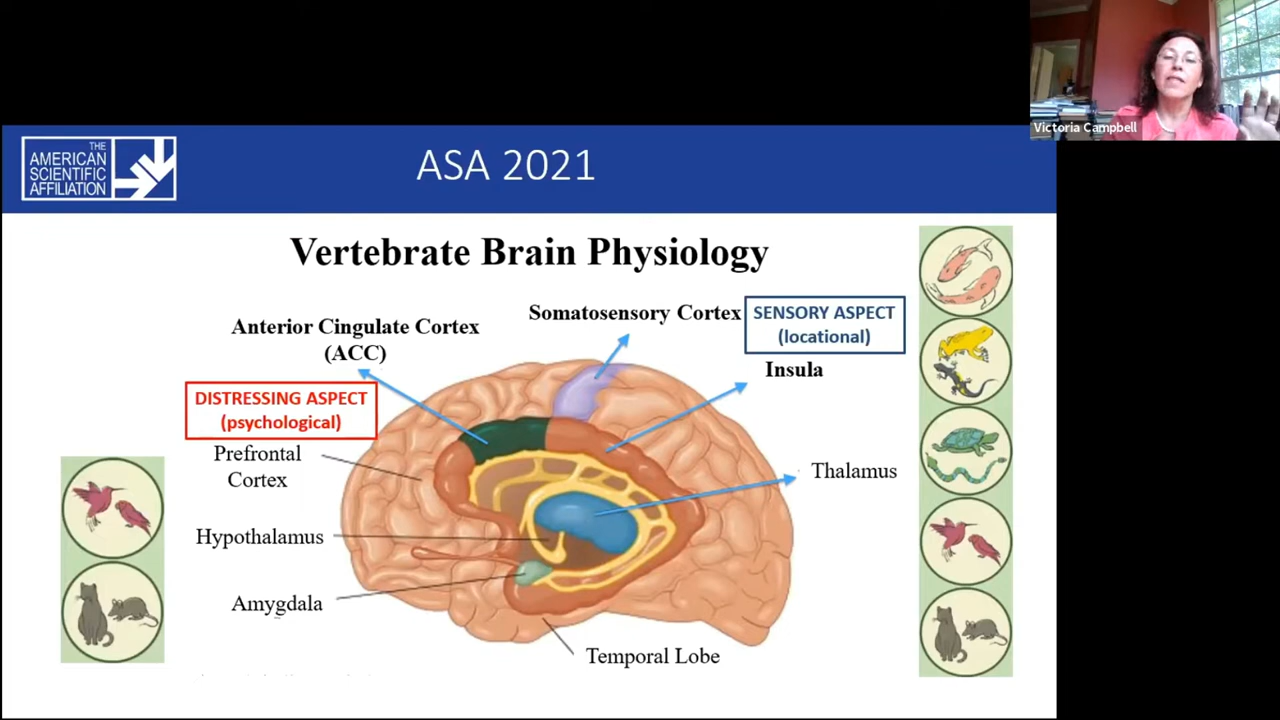 Victoria Campbell
THE
AMERICAN
SCIENTIFIC
AFFILIATION
ASA 2021
Vertebrate Brain Physiology
Somatosensory Cortex
SENSORY ASPECT
(locational)
Anterior Cingulate Cortex
(ACC)
Insula
DISTRESSING ASPECT
(psychological)
Prefrontal
Cortex
Thalamus
Hypothalamus
Amygdala
Temporal Lobe